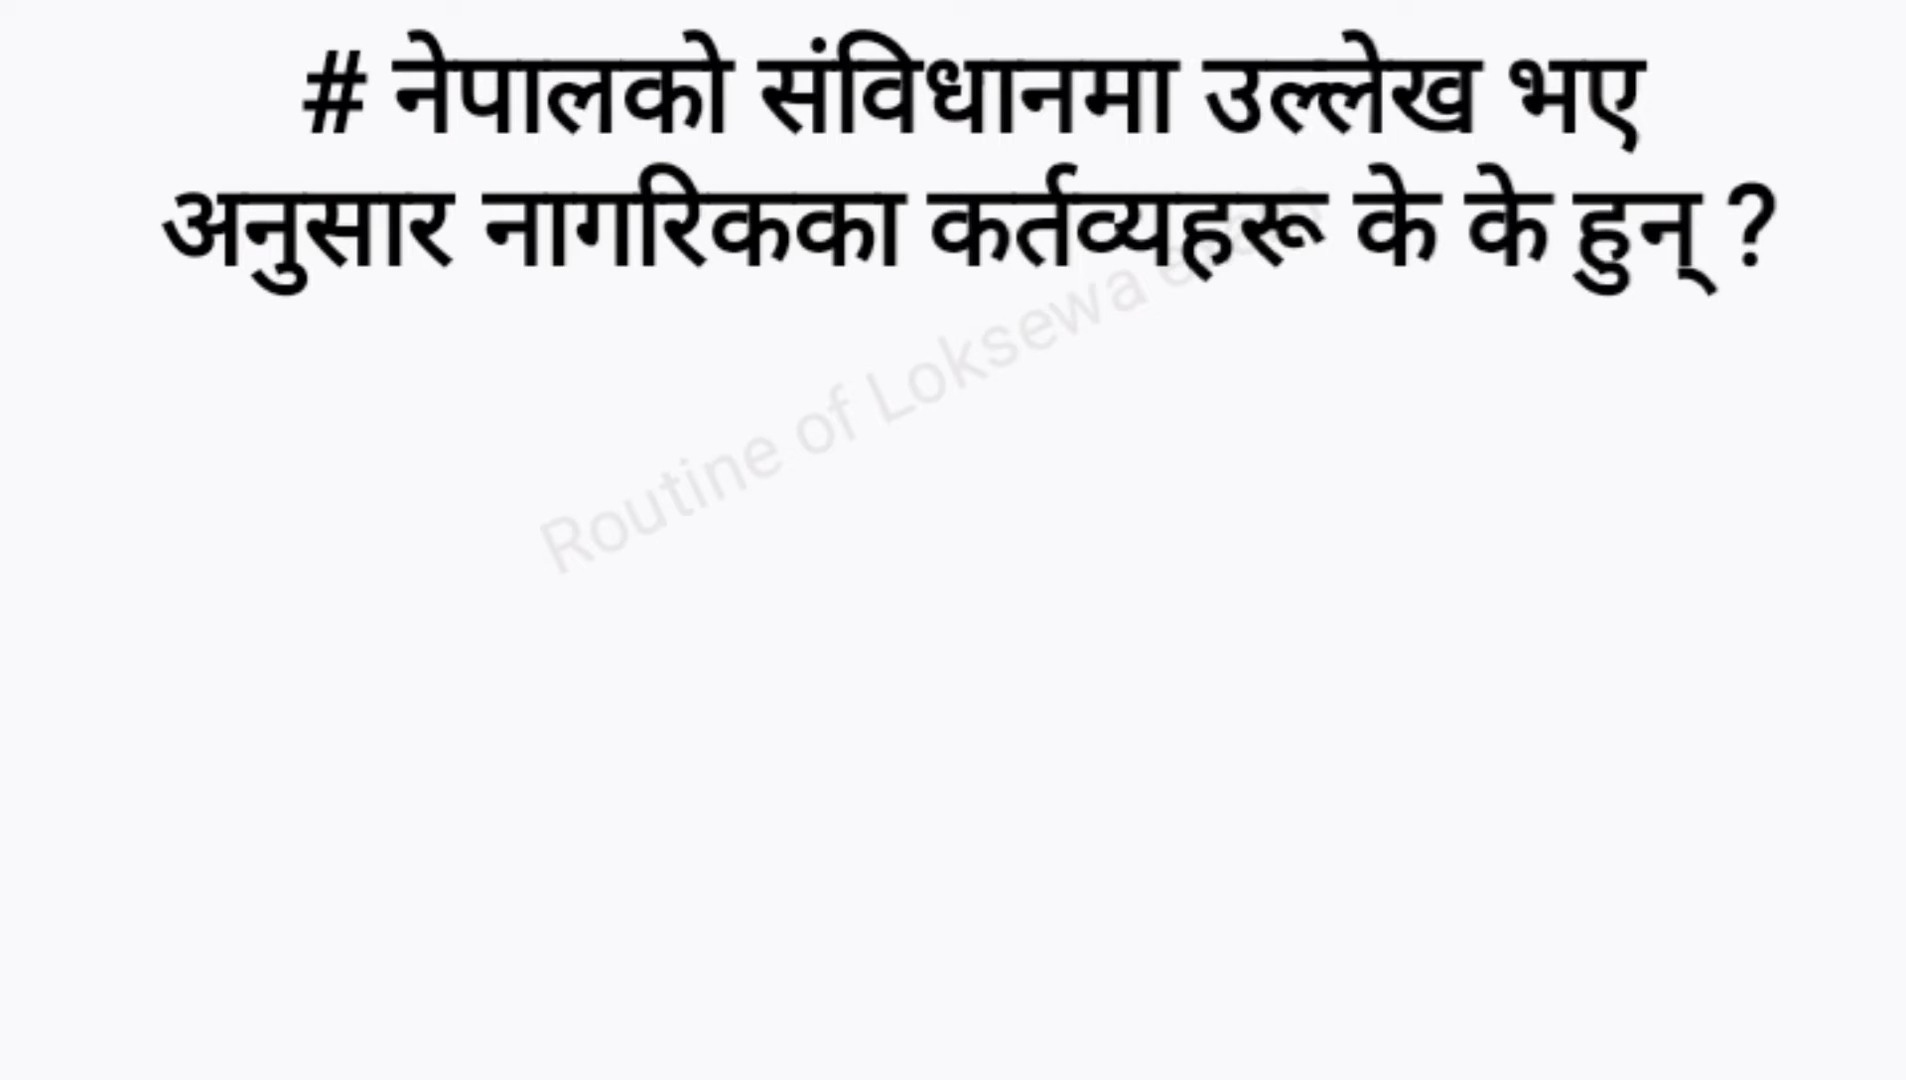 # नेपालको संविधानमा उल्लेख भए
अनुसार नागरिकका कर्तव्यहरू के के हुन् ?
Routine of Loksewa